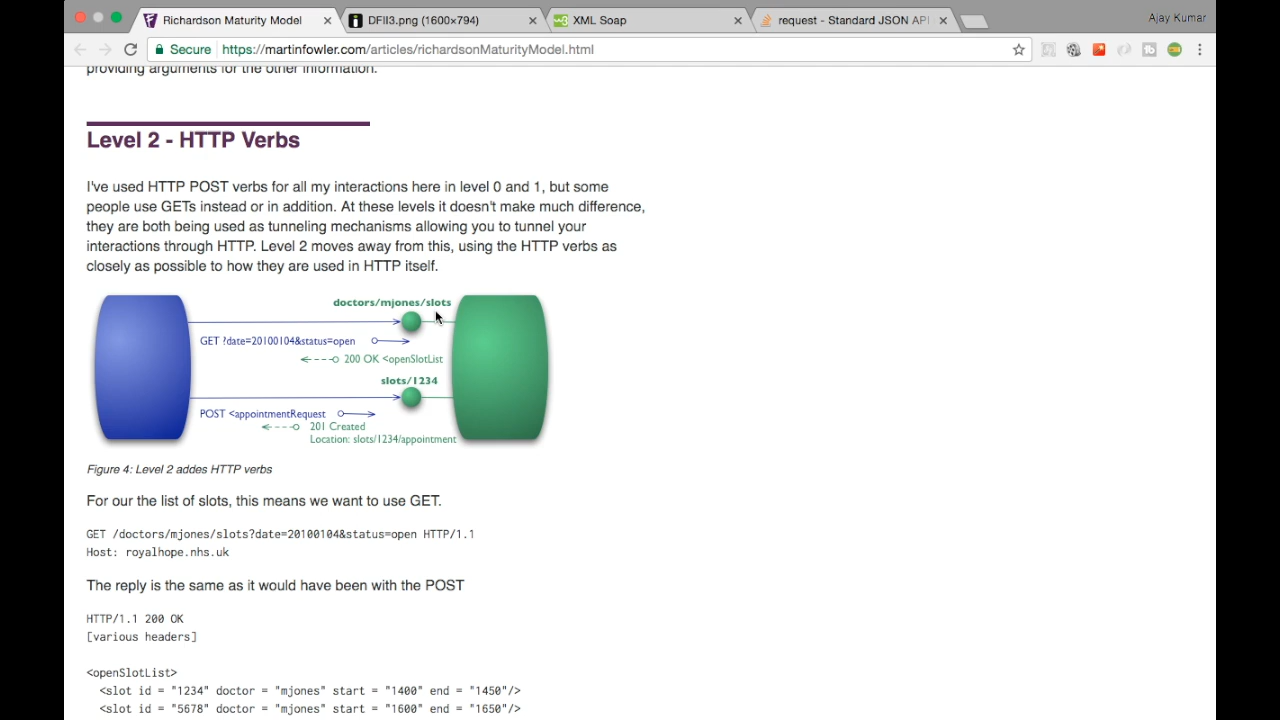 Richardson Maturity Model
DFlI3.png (1600×794)
XML Soap
request - Standard JSON API
Ajay Kumar
Secure
https://martinfowler.com/articles/richardsonMaturityModel.html
providing arguments for the other information.
Level 2 - HTTP Verbs
I've used HTTP POST verbs for all my interactions here in level 0 and 1, but some
people use GETs instead or in addition. At these levels it doesn't make much difference,
they are both being used as tunneling mechanisms allowing you to tunnel your
interactions through HTTP. Level 2 moves away from this, using the HTTP verbs as
closely as possible to how they are used in HTTP itself.
doctors/mjones/slots
GET ?date=20100104&status=open
200 OK <openSlotList
slots/1234
POST <appointmentRequest
201 Created
Location: slots/1234/appointment
Figure 4: Level 2 addes HTTP verbs
For our the list of slots, this means we want to use GET.
GET /doctors/mjones/slots?date=20100104&status=open HTTP/1.1
Host: royalhope.nhs.uk
The reply is the same as it would have been with the POST
HTTP/1.1 200 OK
[various headers]
<openSlotList>
<slot id = "1234" doctor = "mjones" start = "1400" end = "1450"/>
<slot id = "5678" doctor = "mjones" start = "1600" end = "1650"/>